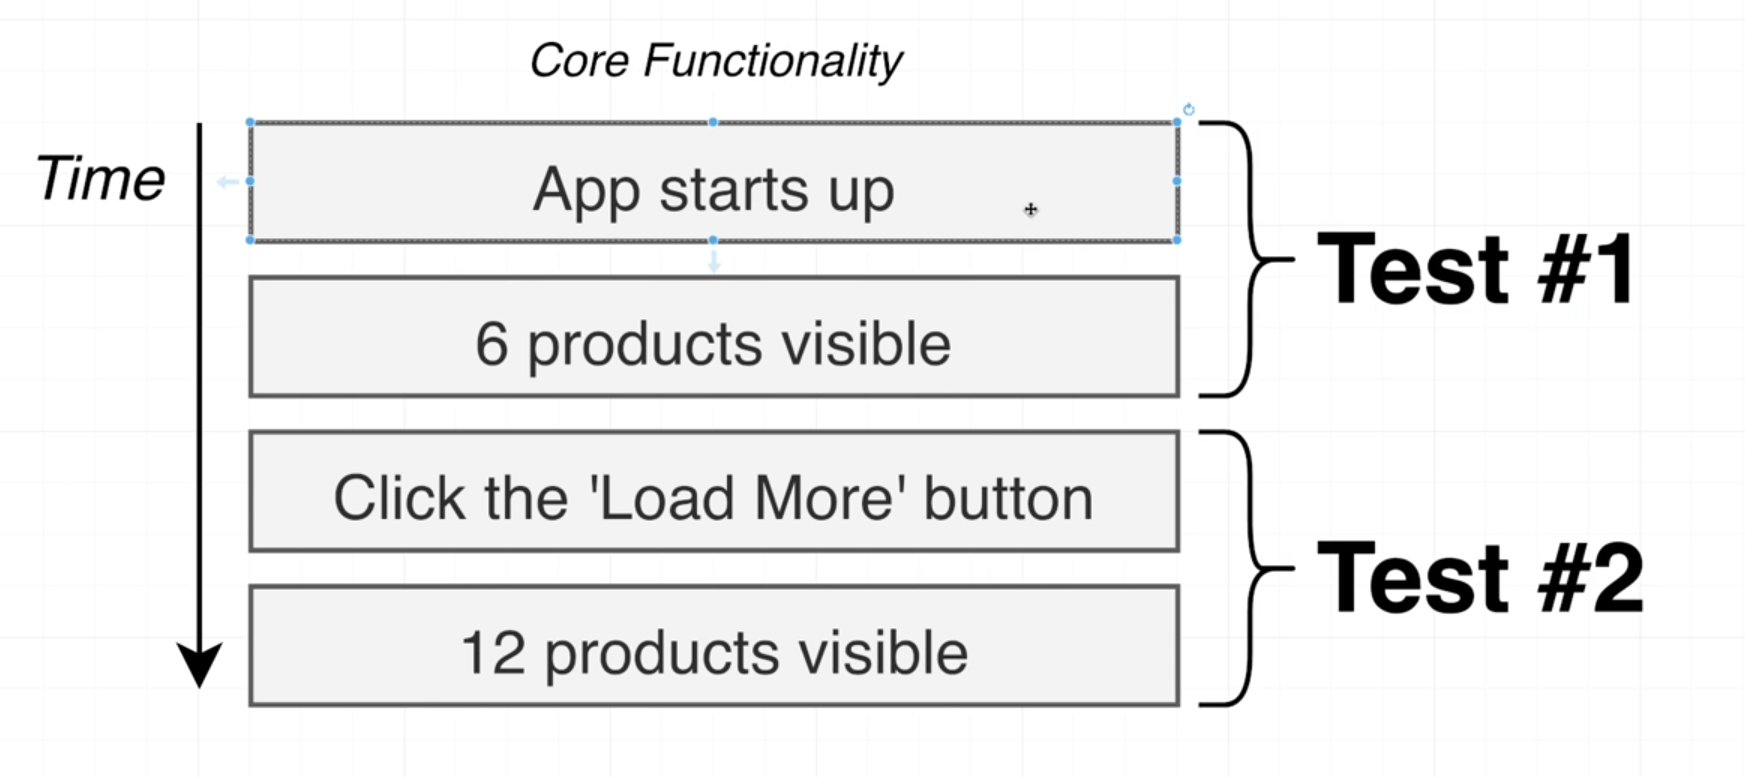 Core Functionality
Time
App starts up
6 products visible
Test #1
Click the 'Load More' button
12 products visible
Test #2